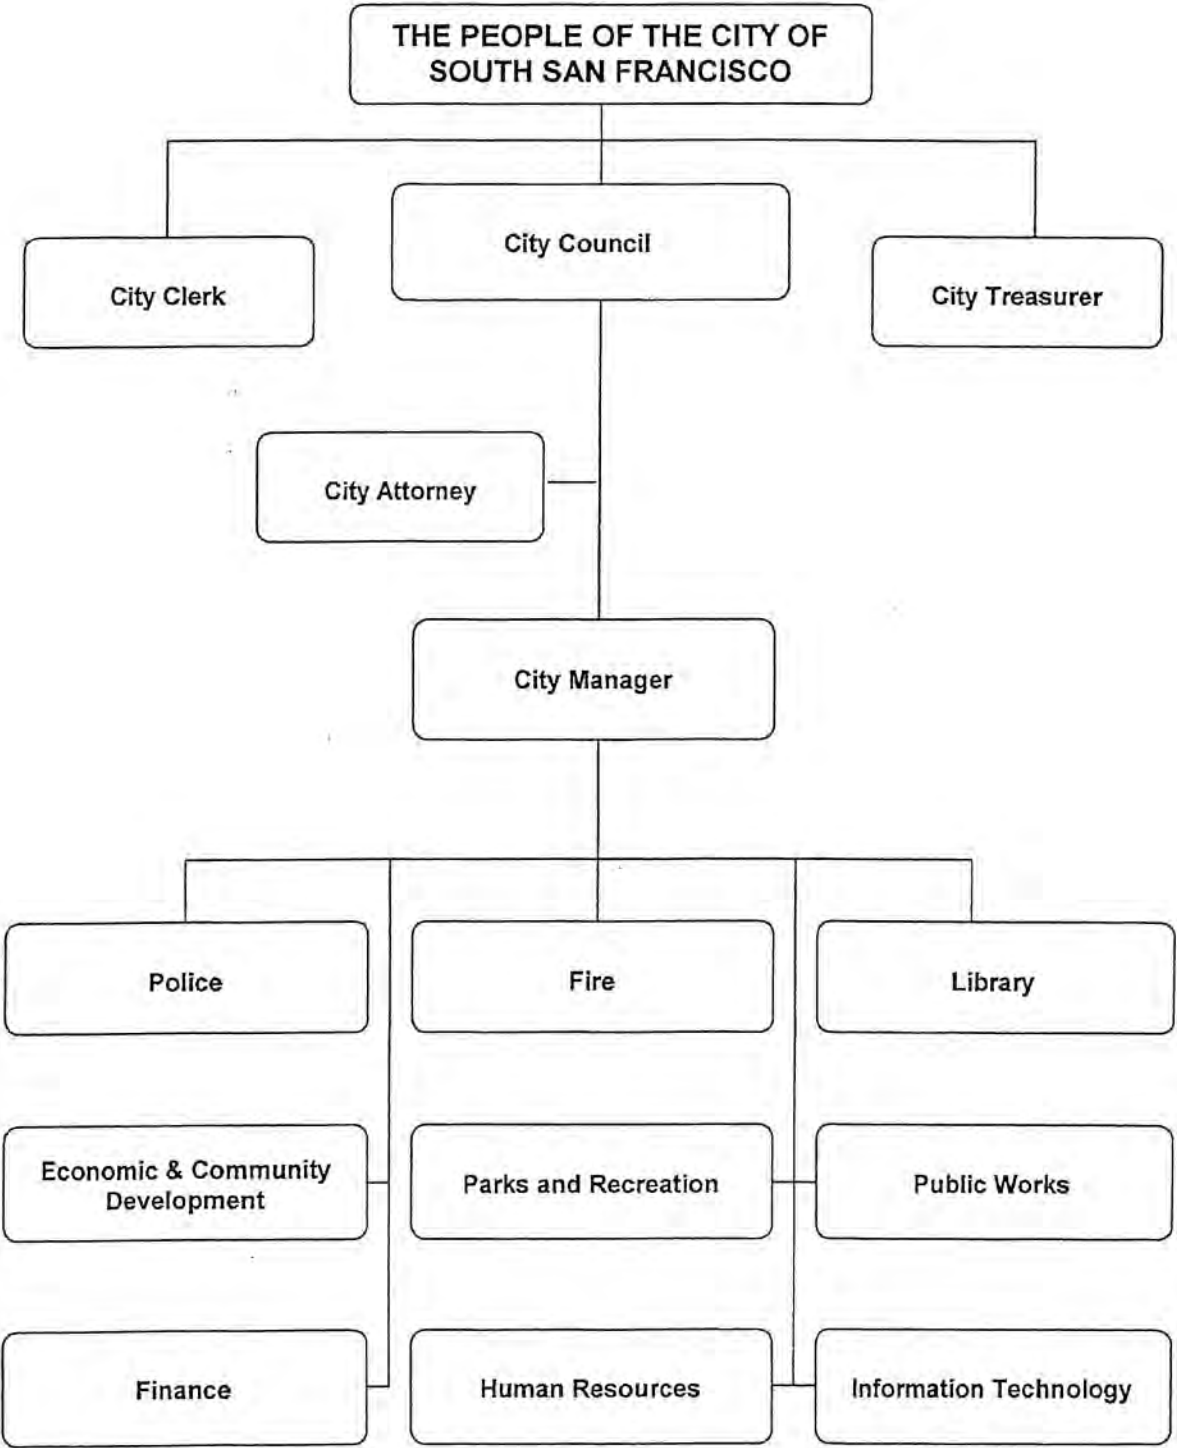 THE PEOPLE OF THE CITY OF
SOUTH SAN FRANCISCO
City Council
City Clerk
City Treasurer
City Attorney
City Manager
Police
Fire
Library
Economic & Community
Development
Parks and Recreation
Public Works
Finance
Human Resources
Information Technology